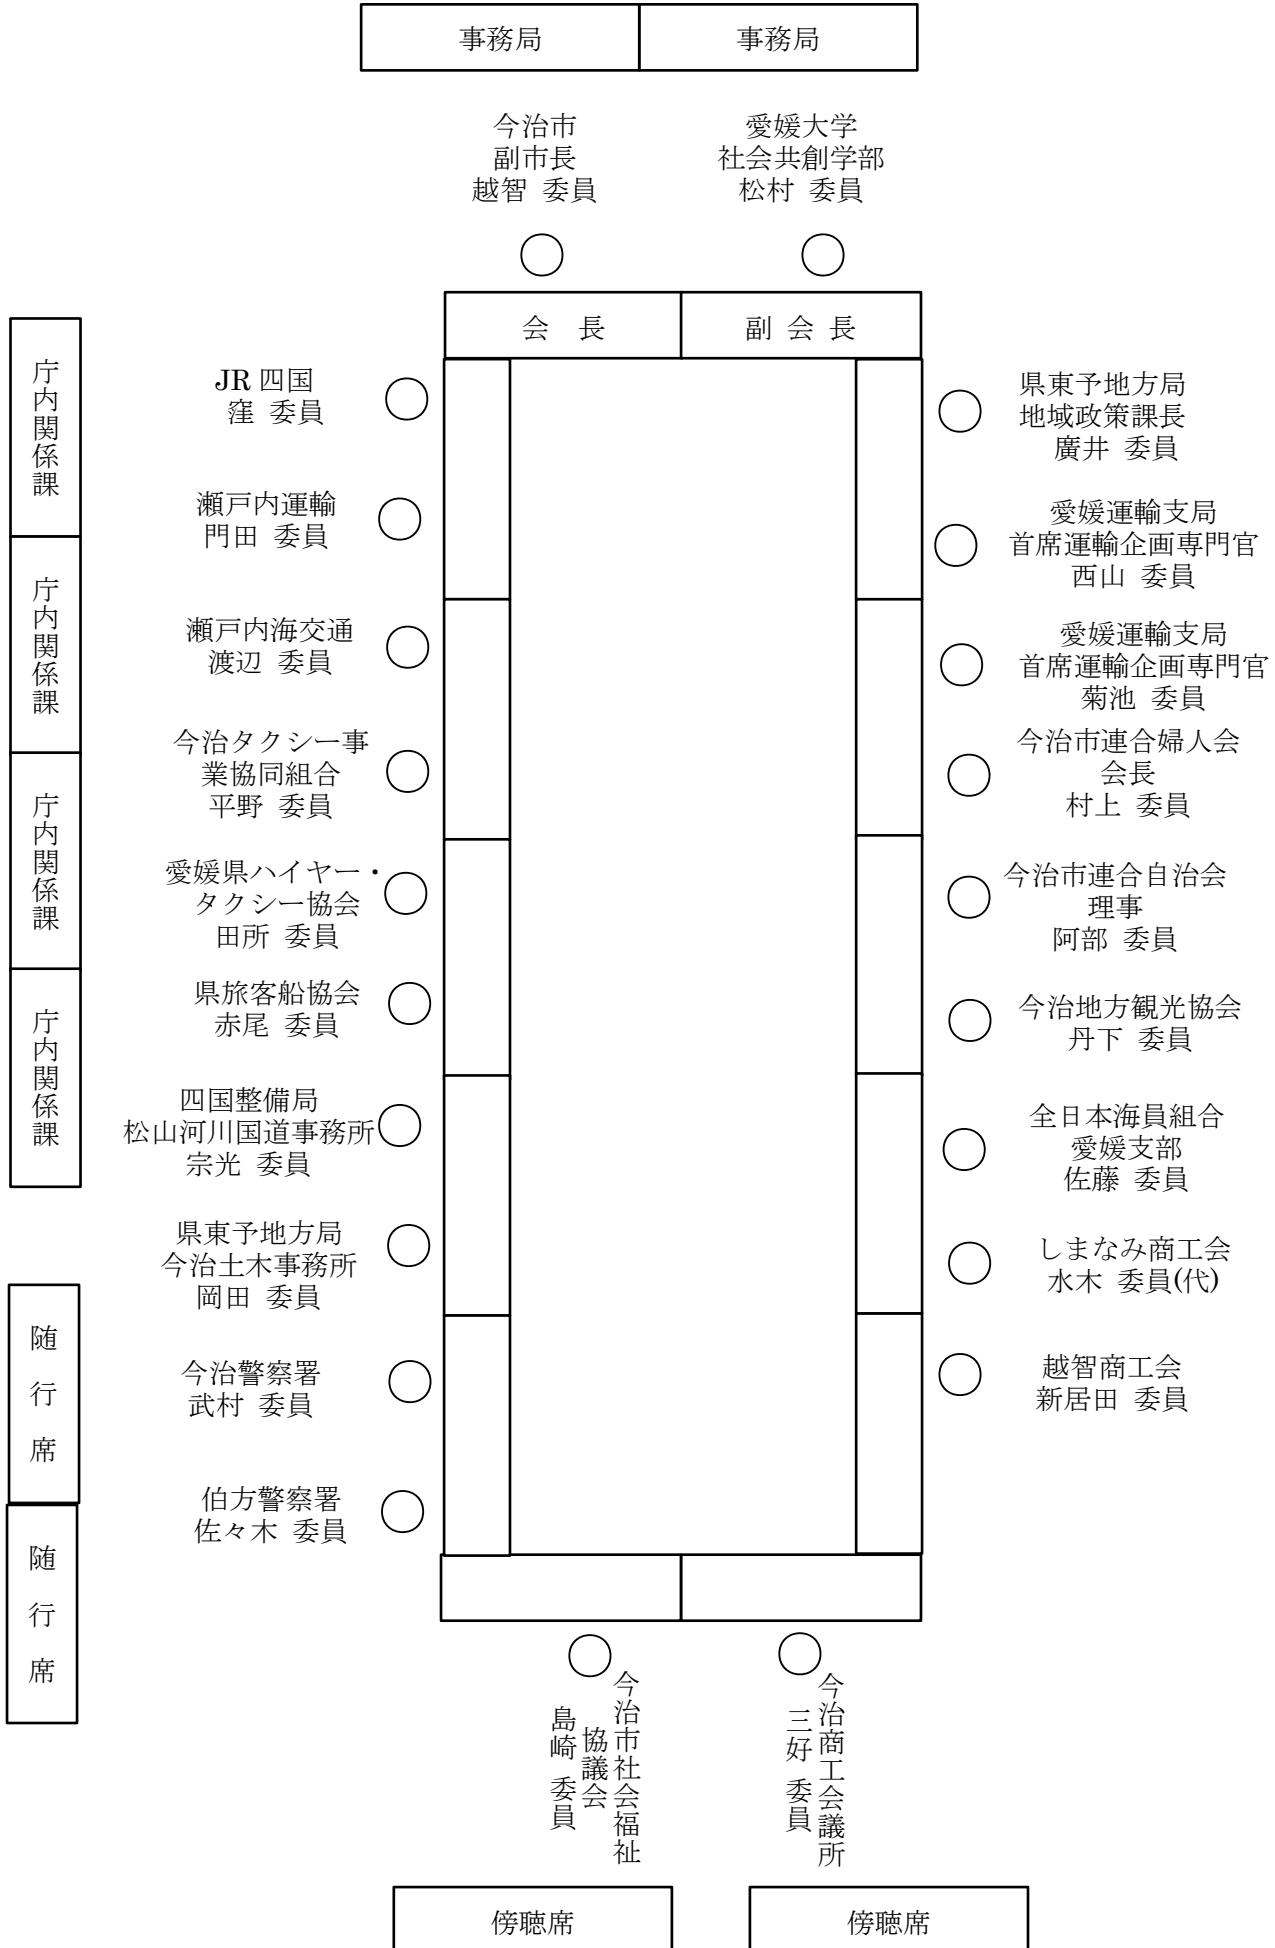 事務局
事務局
今治市
副市長
越智 委員
愛媛大学
社会共創学部
松村 委員
会 長
副 会 長
庁内関係課
庁内関係課
庁内関係課
庁内関係課
随行席
随行席
JR四国
窪 委員
瀬戸内運輸
門田 委員
瀬戸内海交通
渡辺 委員
今治タクシー事
業協同組合
平野 委員
愛媛県ハイヤー・
タクシー協会
田所 委員
県旅客船協会
赤尾 委員
四国整備局
松山河川国道事務所
宗光 委員
県東予地方局
今治土木事務所
岡田 委員
今治警察署
武村 委員
伯方警察署
佐々木 委員
県東予地方局
地域政策課長
廣井 委員
愛媛運輸支局
首席運輸企画専門官
西山 委員
愛媛運輸支局
首席運輸企画専門官
菊池 委員
今治市連合婦人会
会長
村上 委員
今治市連合自治会
理事
阿部 委員
今治地方観光協会
丹下 委員
全日本海員組合
愛媛支部
佐藤 委員
しまなみ商工会
水木 委員(代)
越智商工会
新居田 委員
今治市社会福祉
協議会
島崎 委員
今治商工会議所
三好 委員
傍聴席
傍聴席